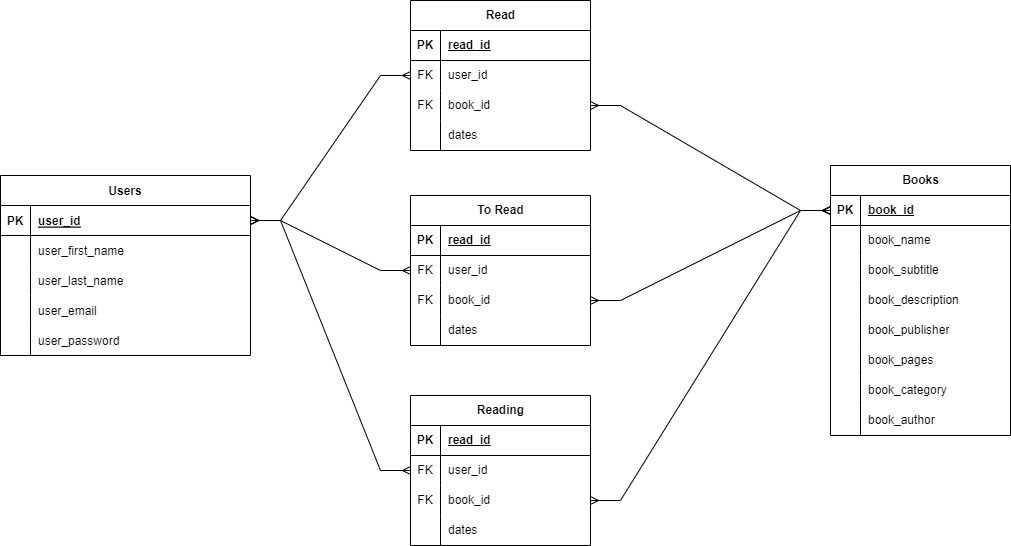 Read
PK read_id
FK user_id
FK book_id
dates
Users
PK user_id
user_first_name
user_last_name
user_email
user_password
To Read
PK read_id
FK user_id
FK book_id
dates
Reading
PK read_id
FK user_id
FK book_id
dates
Books
PK book_id
book_name
book_subtitle
book_description
book_publisher
book_pages
book_category
book_author